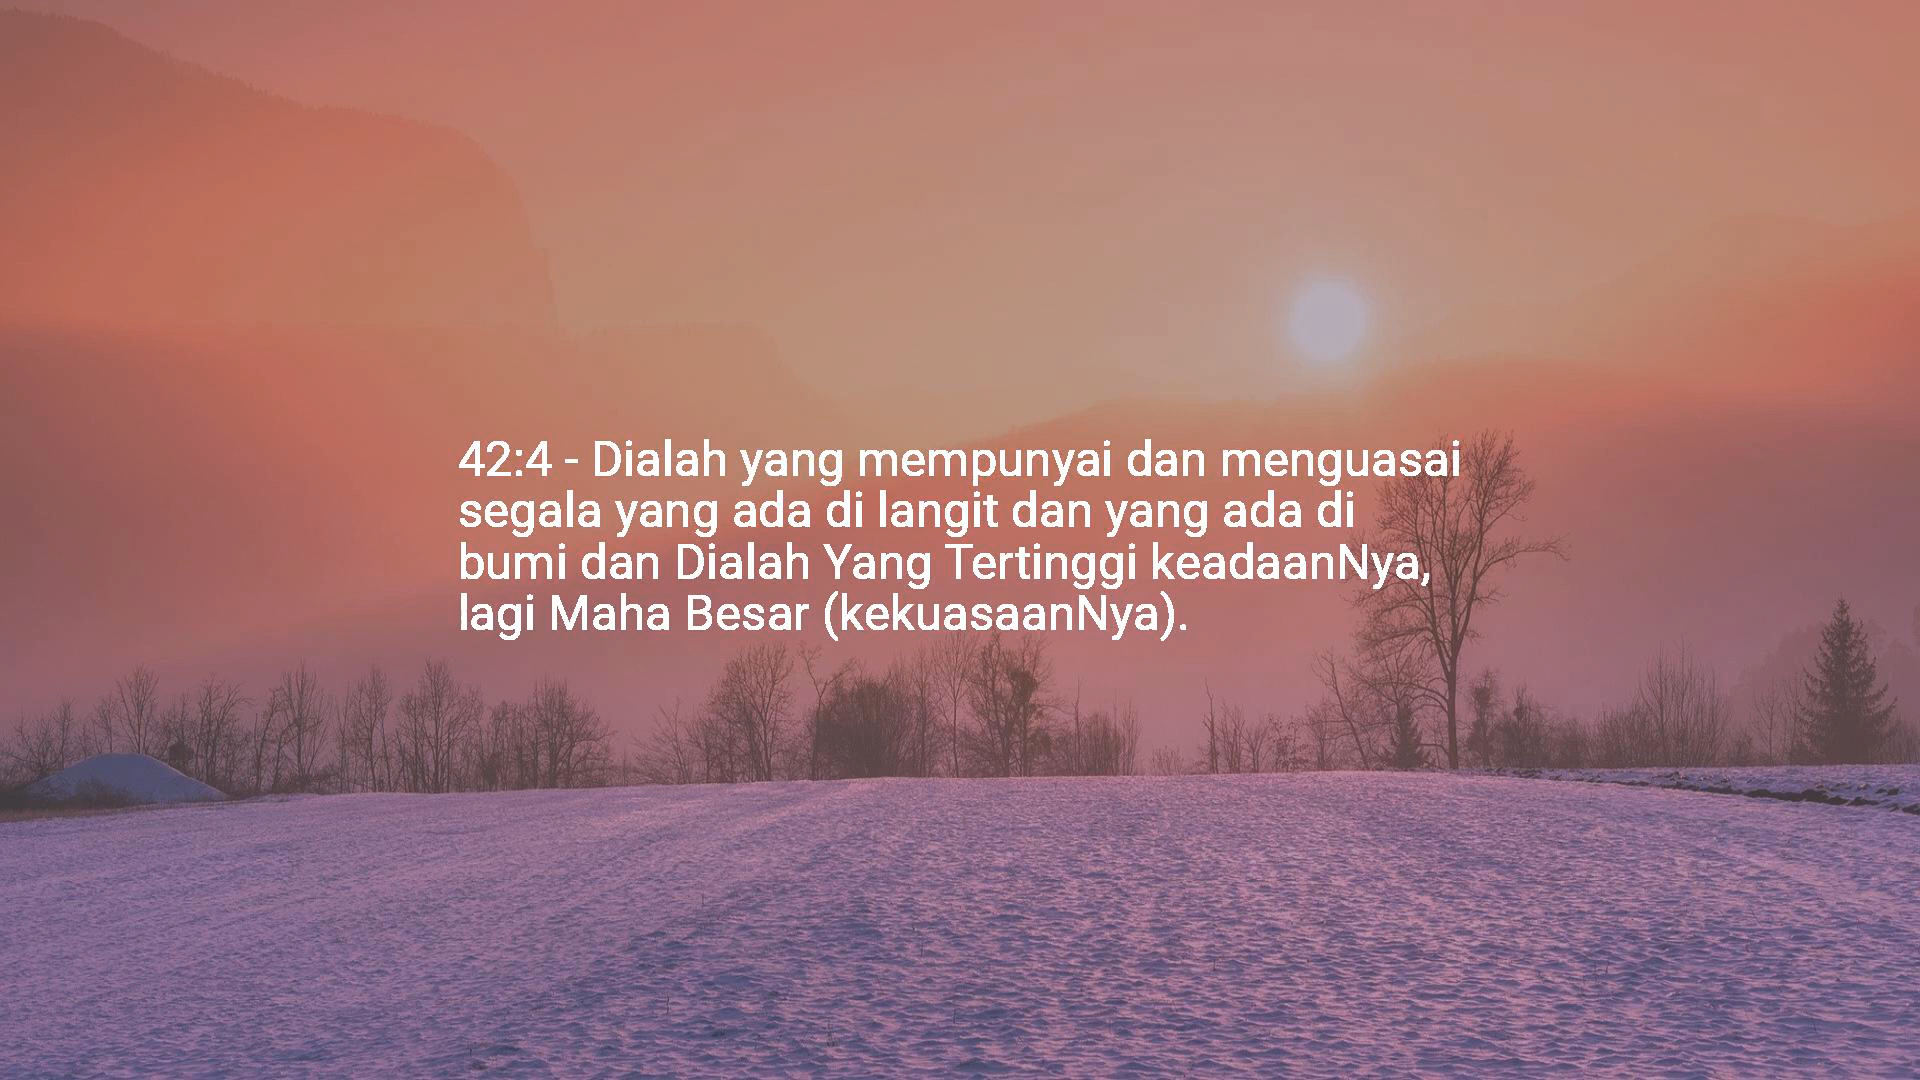 42:4 - Dialah yang mempunyai dan menguasai
segala yang ada di langit dan yang ada di
bumi dan Dialah Yang Tertinggi keadaanNya,
lagi Maha Besar (kekuasaanNya).